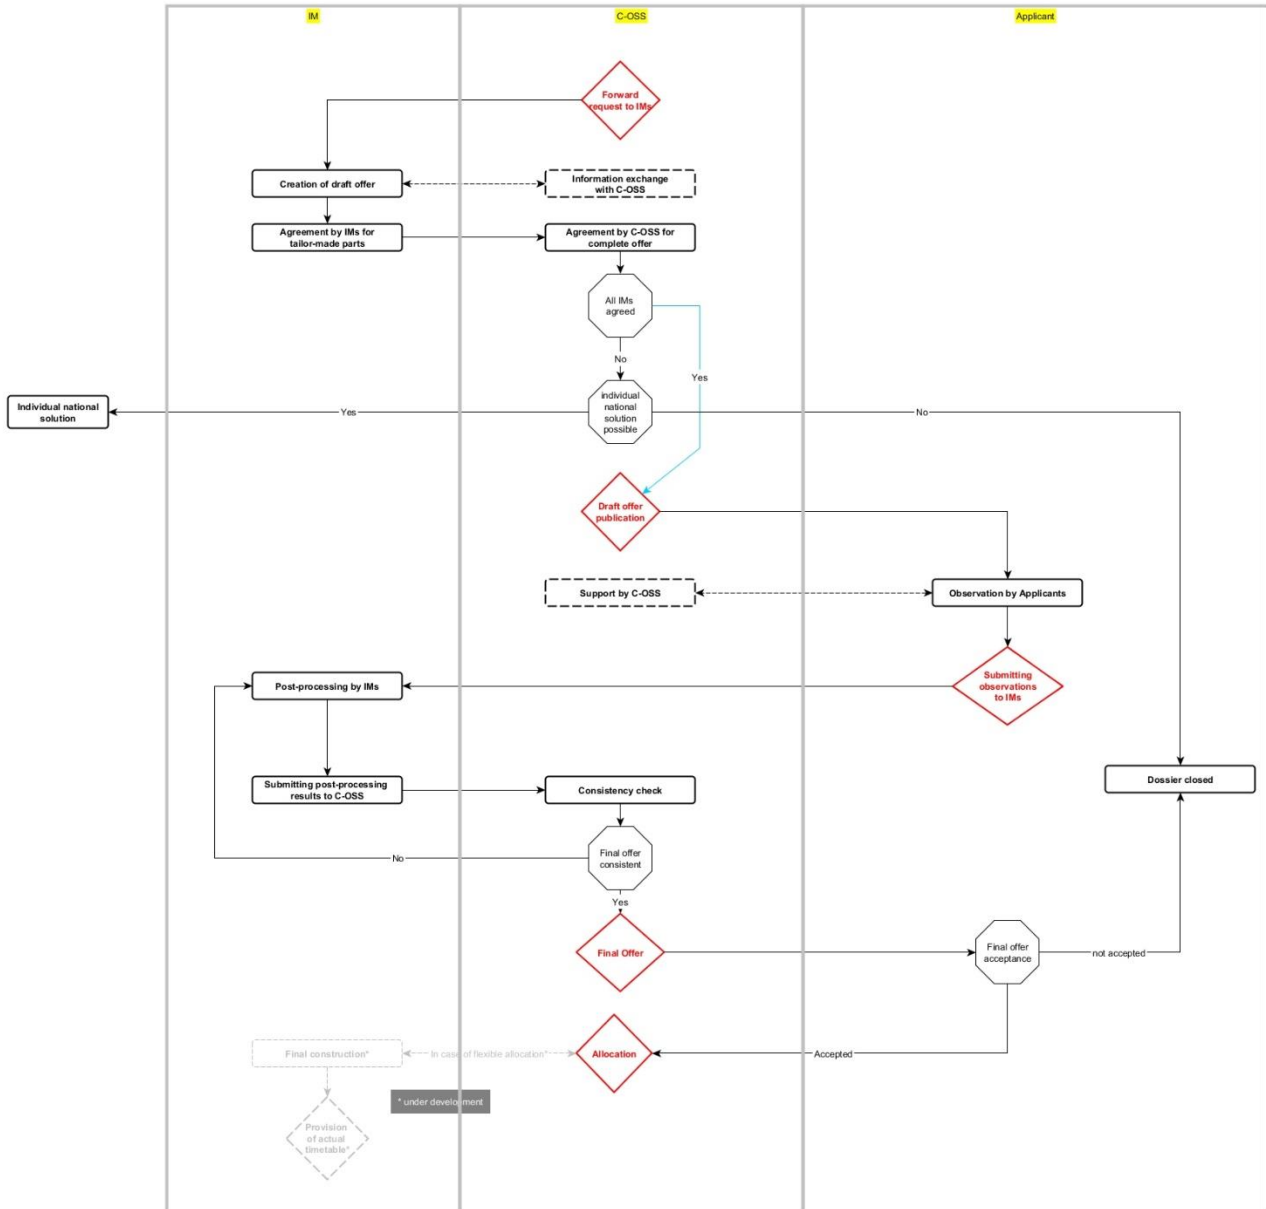 IM
C-OSS
Applicant
Forward
request to IMs
Creation of draft offer
Information exchange
with C-OSS
Agreement by IMs for
tailor-made parts
Agreement by C-OSS for
complete offer
All IMs
agreed
No
Yes
Individual national
solution
Yes
individual
national
solution
possible
No
Draft offer
publication
Support by C-OSS
Observation by Applicants
Submitting
observations
to IMs
Post-processing by IMs
Dossier closed
Submitting post-processing
results to C-OSS
Consistency check
Final offer
consistent
No
Yes
Final Offer
Final offer
acceptance
not accepted
Final construction*
In case of flexible allocation*
Allocation
Accepted
* under development
Provision
of actual
timetable*